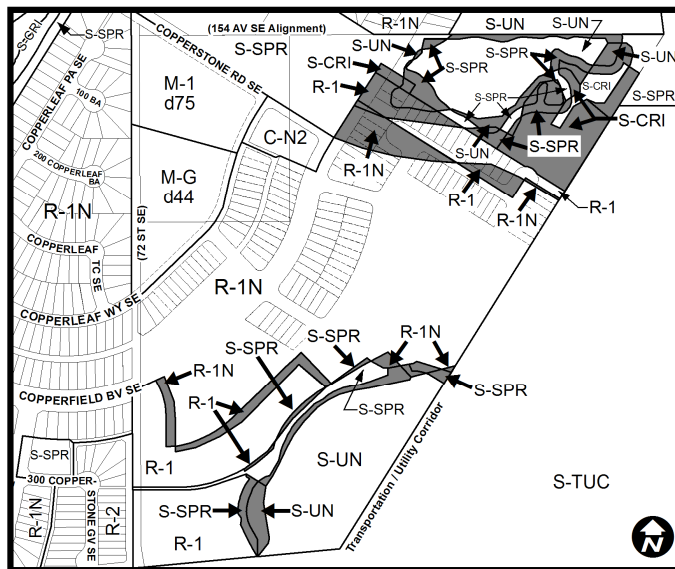 (154 AV SE Alignment)
R-1N
S-UN
S-CRI
S-SPR
COPPERSTONE RD SE
S-SPR
S-UN
S-SPR
S-UN
S-CRI
R-1
S-SPR
S-SPR
S-CRI
S-SPR
S-CRI
COPPERLEAF PA SE
100 BA
M-1
d75
C-N2
S-UN
S-SPR
R-1N
200 COPPERLEAF
BA
M-G
d44
R-1
R-1N
R-1
R-1N
(72 ST SE)
COPPERLEAF
TC SE
COPPERLEAF WY SE
R-1N
S-SPR
S-SPR
R-1N
R-1N
S-SPR
COPPERFIELD BV SE
R-1
S-SPR
S-SPR
R-1
S-UN
Transportation / Utility Corridor
S-TUC
300 COPPER-
STONE GV SE
R-1N
R-2
S-SPR
S-UN
R-1
N